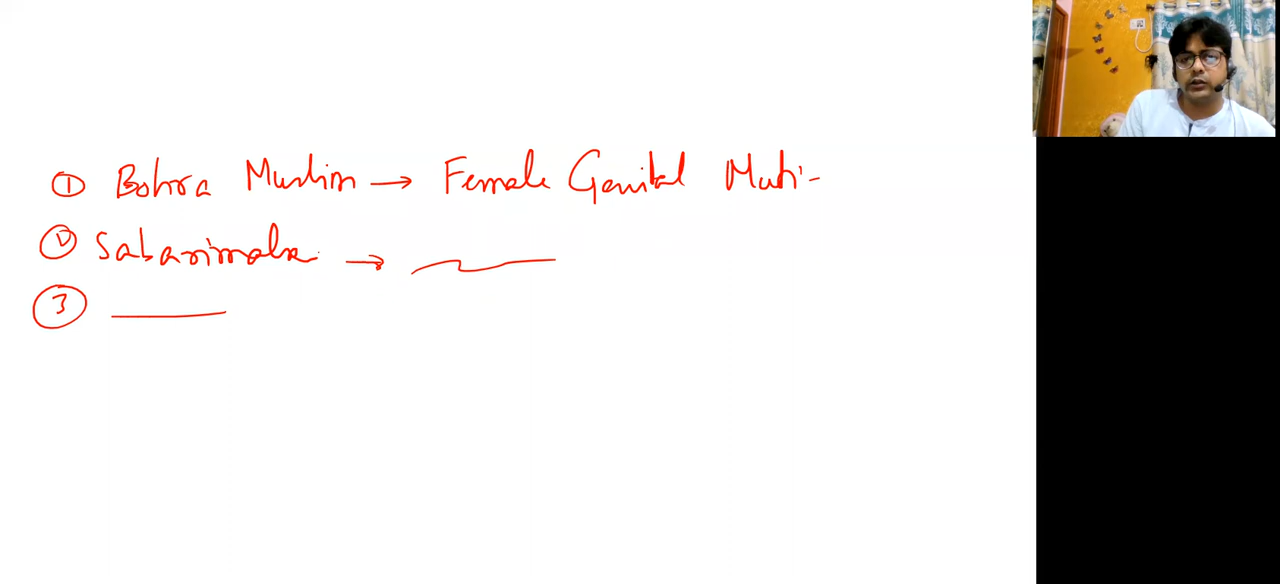 ① Bohra Muslim → Female Genital Muti-
② Sabarimala →
③